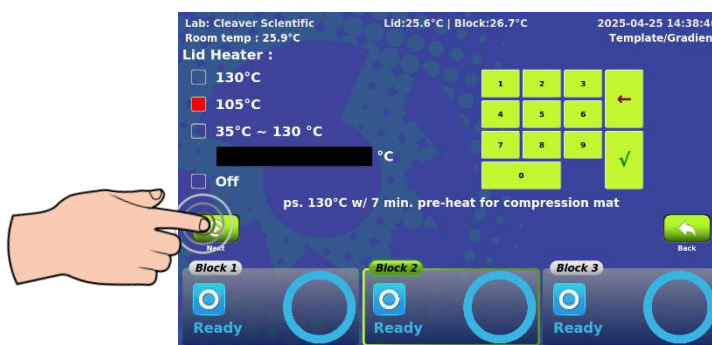 Lab: Cleaver Scientific Lid:25.6°C | Block:26.7°C 2025-04-25 14:38:4
Room temp : 25.9°C Template/Gradien
Lid Heater :
130°C
1 2 3 ←
105°C
4 5 6
35°C ~ 130 °C
7 8 9 √
°C
0
Off
ps. 130°C w/ 7 min. pre-heat for compression mat
Next Back
Block 1 Block 2 Block 3
Ready Ready Ready